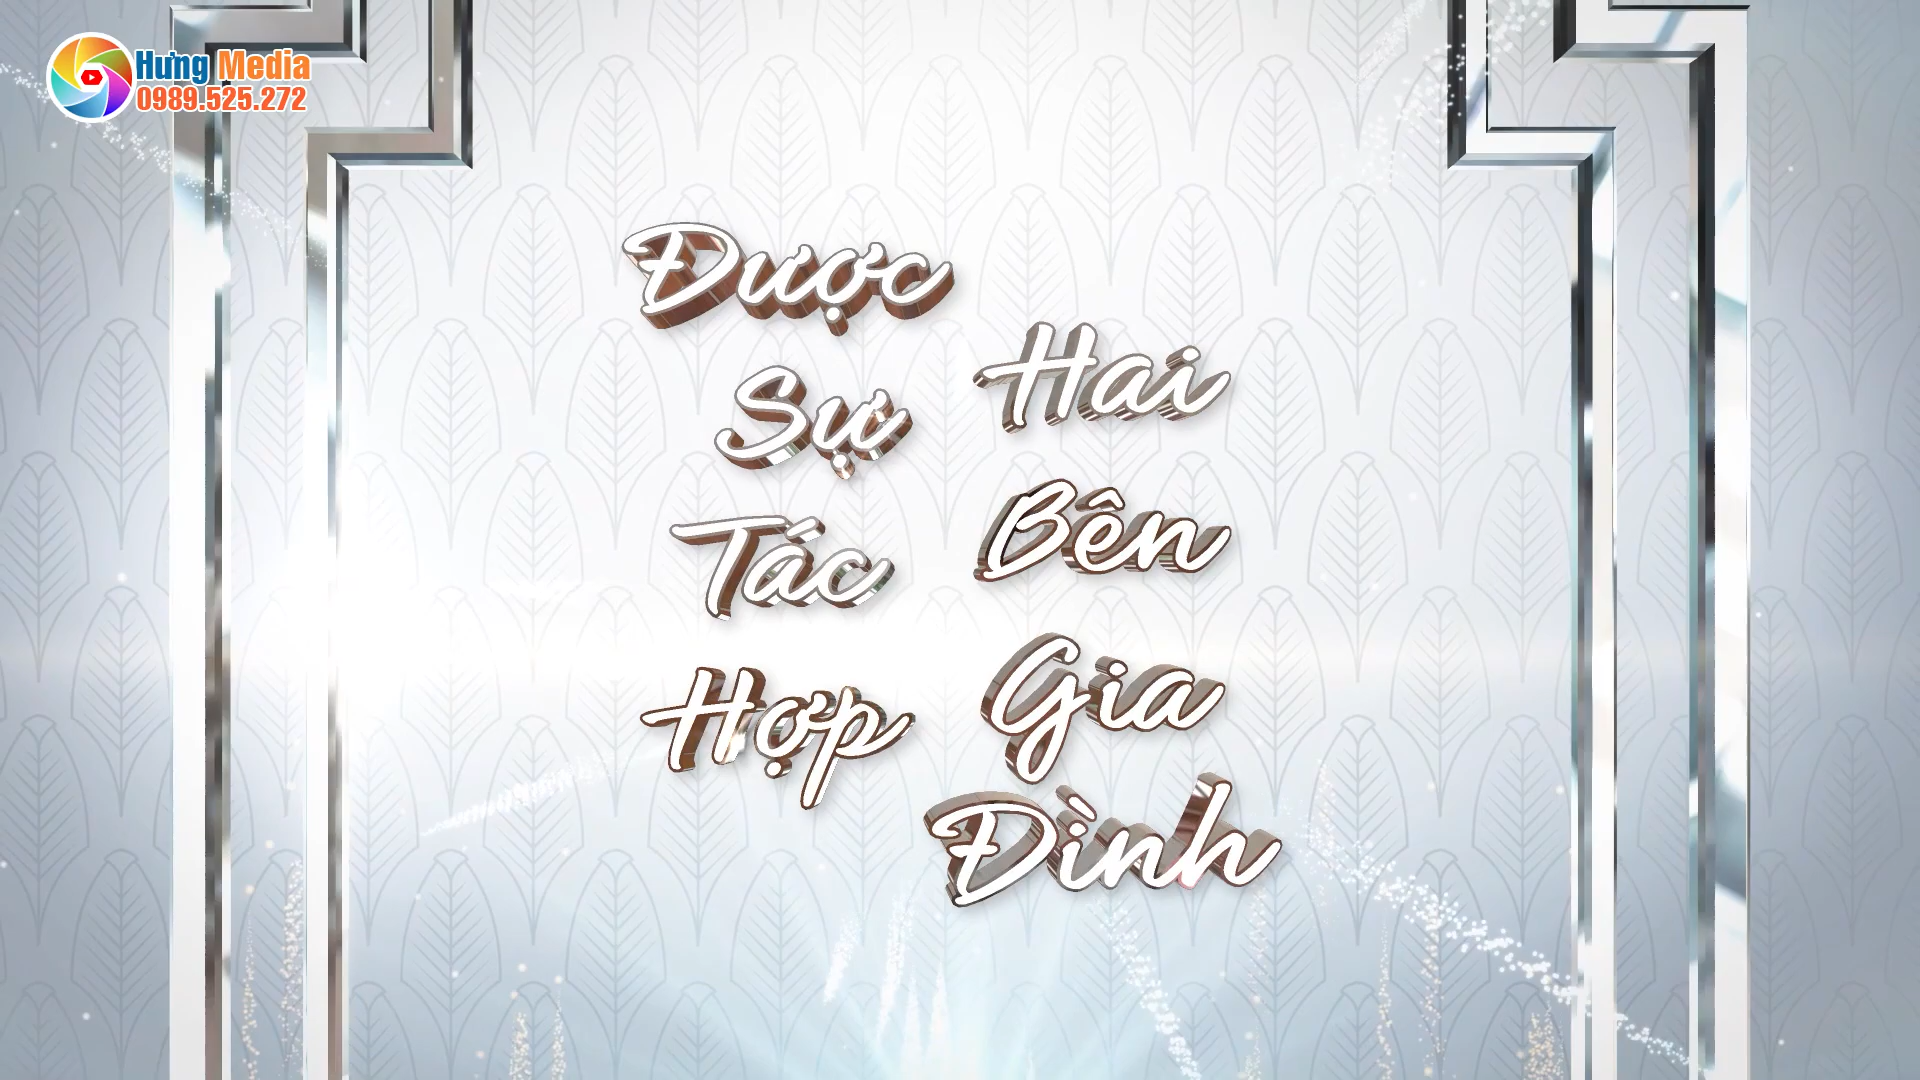 Hưng Media
0989.525.272
Được
Sự
Tác
Hợp
Hai
Bên
Gia
Đình